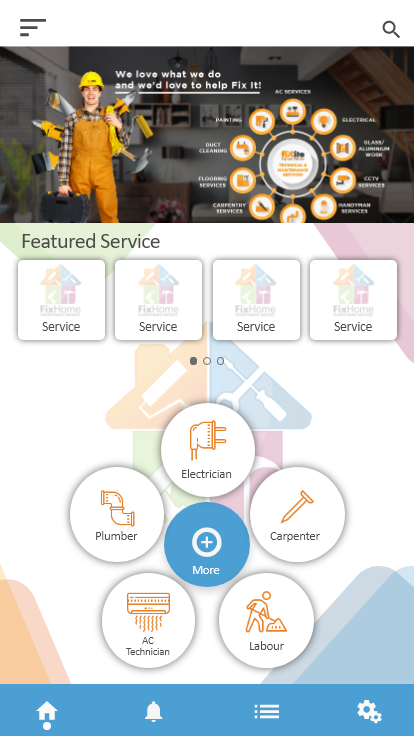 We love what we do
and we'd love to help Fix It!
AC SERVICES
PAINTING
ELECTRICAL
DUCT
CLEANING
GLASS/
ALUMINIUM
WORK
TECHNICAL &
MAINTENANCE
SERVICES
FLOORING
SERVICES
CCTV
SERVICES
CARPENTRY
SERVICES
HANDYMAN
SERVICES
Featured Service
FixHome
FixHome
FixHome
FixHome
Service
Service
Service
Service
Electrician
Plumber
Carpenter
More
AC
Technician
Labour